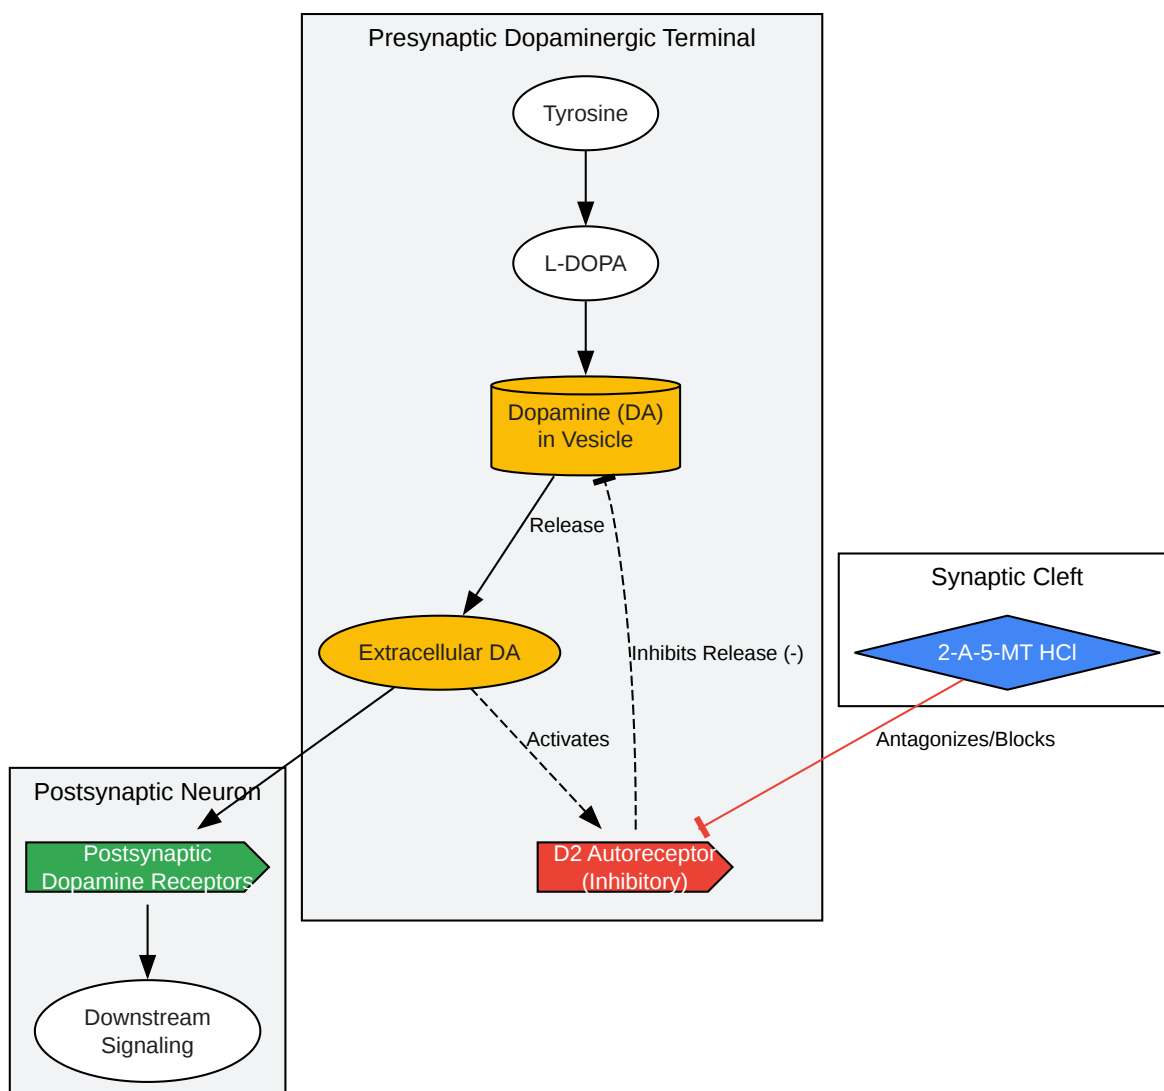 Presynaptic Dopaminergic Terminal
Tyrosine
L-DOPA
Dopamine (DA)
in Vesicle
Release
Synaptic Cleft
Extracellular DA
Inhibits Release (-)
2-A-5-MT HCl
Activates
Antagonizes/Blocks
Postsynaptic Neuron
Postsynaptic
Dopamine Receptors
D2 Autoreceptor
(Inhibitory)
Downstream
Signaling